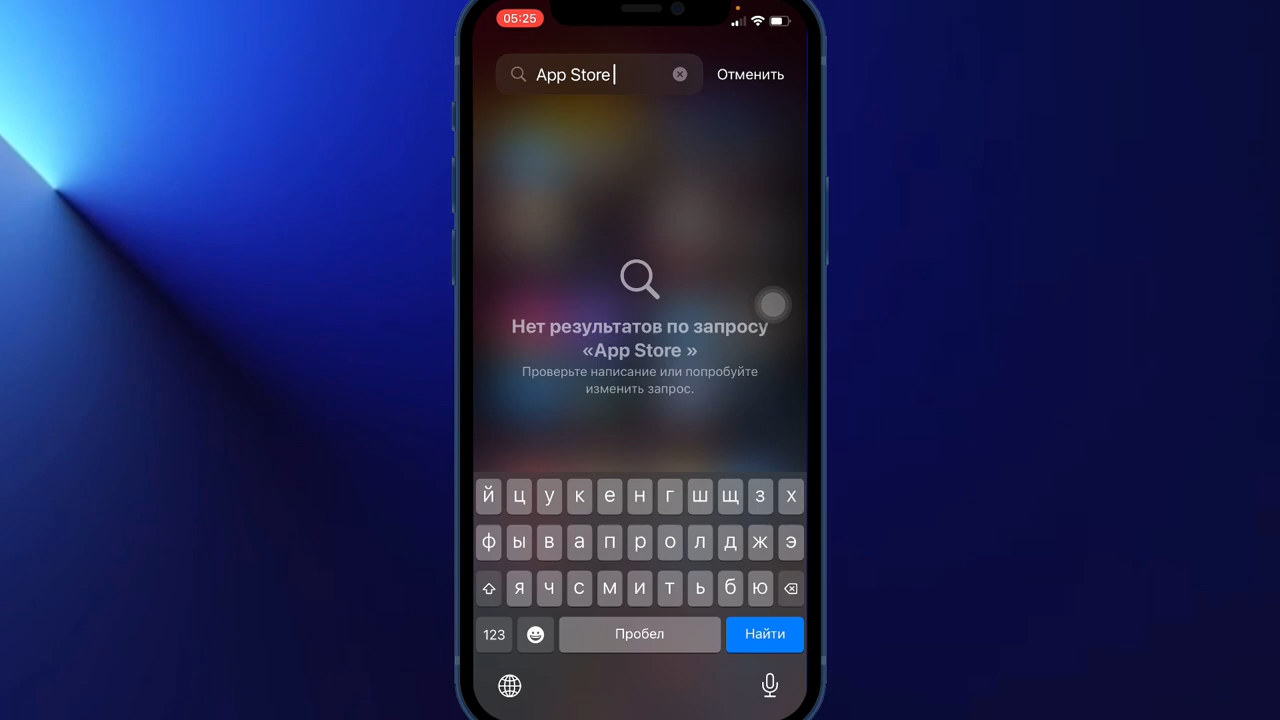 05:25
App Store
Отменить
Нет результатов по запросу
«App Store »
Проверьте написание или попробуйте
изменить запрос.
й ц у к е н г ш щ з х
ф ы в а п р о л д ж э
я ч с м и т ь б ю
123 Пробел Найти